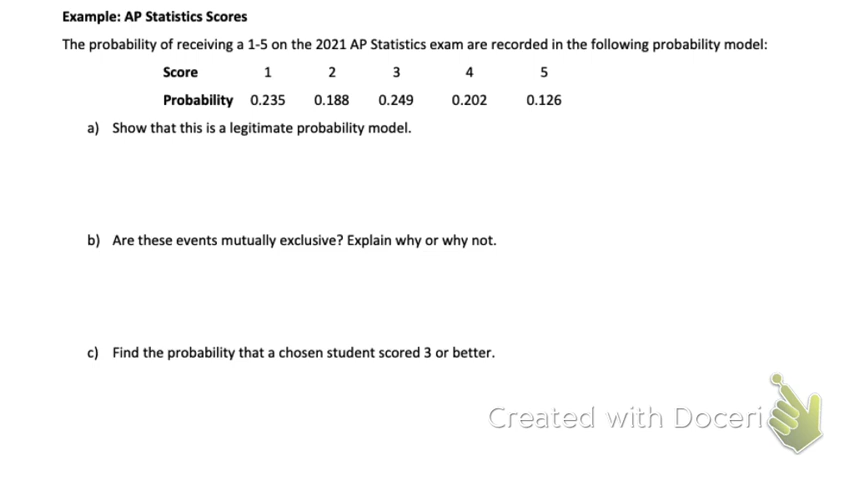 Example: AP Statistics Scores
The probability of receiving a 1-5 on the 2021 AP Statistics exam are recorded in the following probability model:
Score 1 2 3 4 5
Probability 0.235 0.188 0.249 0.202 0.126
a) Show that this is a legitimate probability model.
b) Are these events mutually exclusive? Explain why or why not.
c) Find the probability that a chosen student scored 3 or better.
Created with Doceri